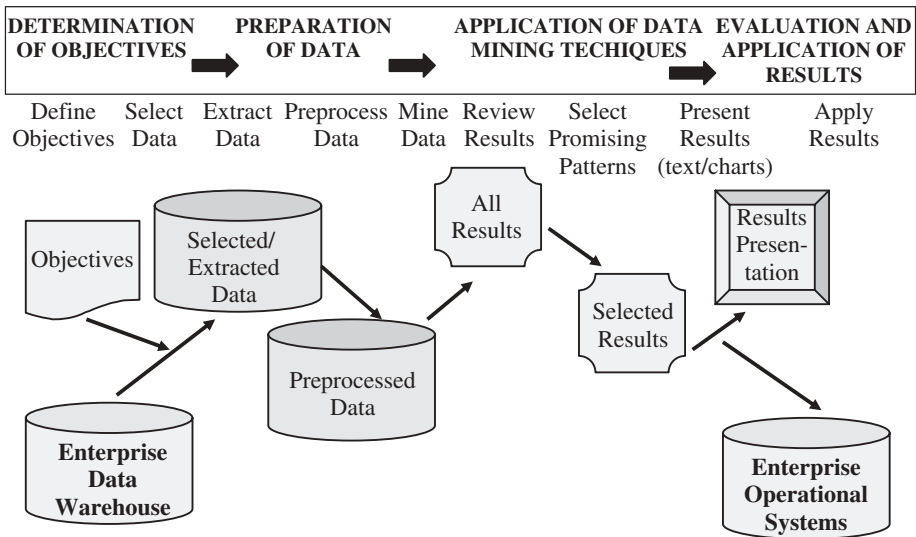 DETERMINATION
OF OBJECTIVES
PREPARATION
OF DATA
APPLICATION OF DATA
MINING TECHIQUES
EVALUATION AND
APPLICATION OF
RESULTS
Define
Objectives
Select
Data
Extract
Data
Preprocess
Data
Mine
Data
Review
Results
Select
Promising
Patterns
Present
Results
(text/charts)
Apply
Results
Objectives
Selected/
Extracted
Data
All
Results
Results
Presen-
tation
Selected
Results
Preprocessed
Data
Enterprise
Data
Warehouse
Enterprise
Operational
Systems